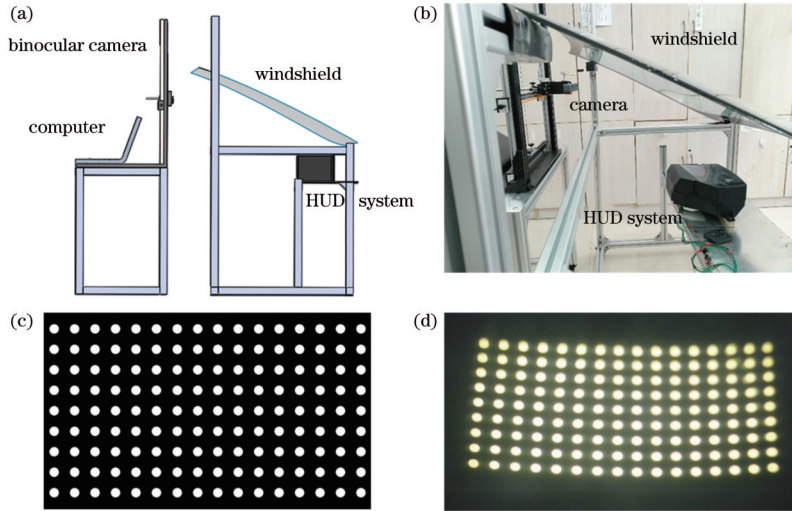 (a)
binocular camera
windshield
computer
HUD system
(b)
windshield
camera
HUD system
(c)
(d)